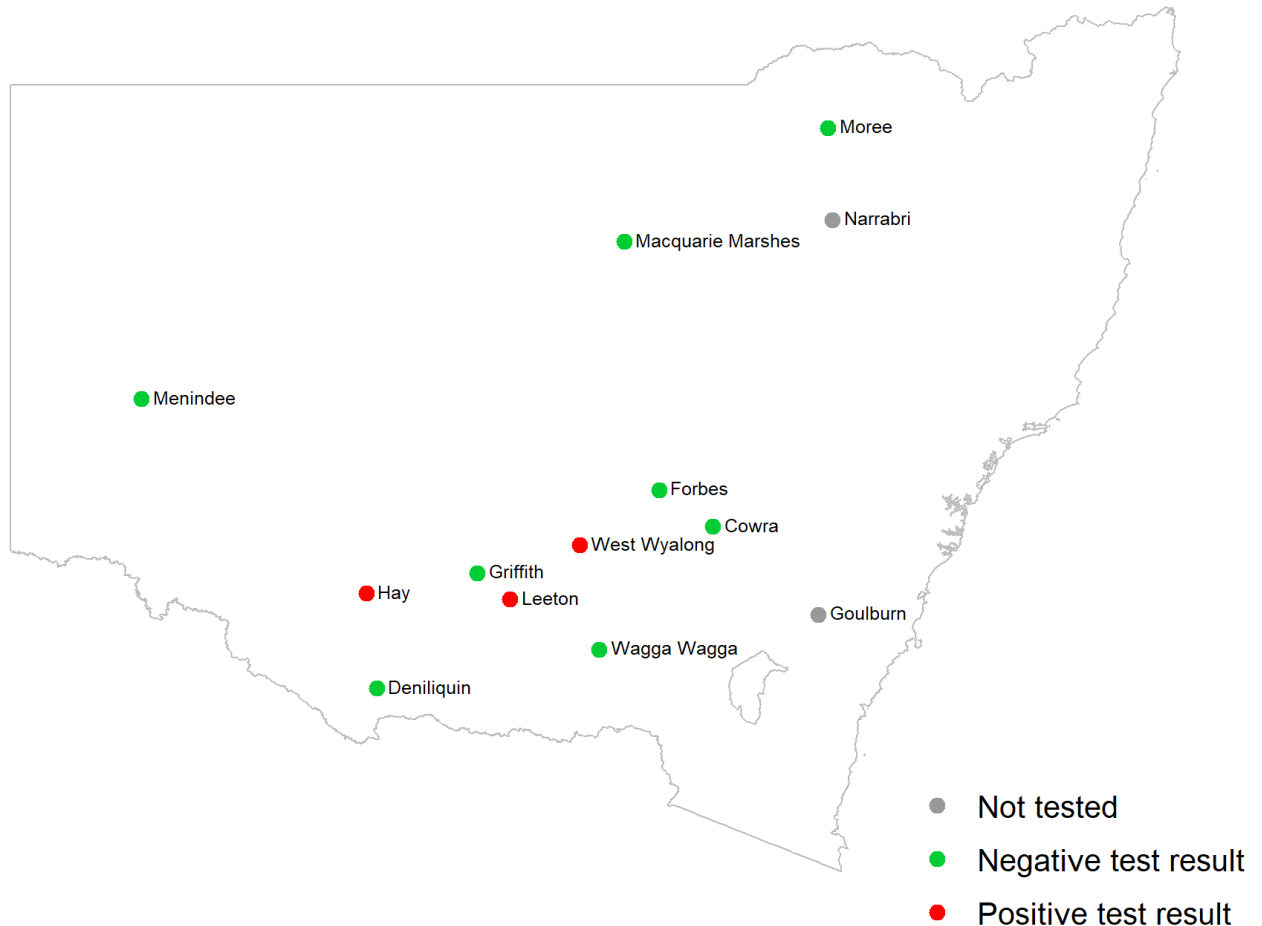 Moree
Narrabri
Macquarie Marshes
Menindee
Forbes
Cowra
West Wyalong
Griffith
Hay
Leeton
Goulburn
Wagga Wagga
Deniliquin
Not tested
Negative test result
Positive test result